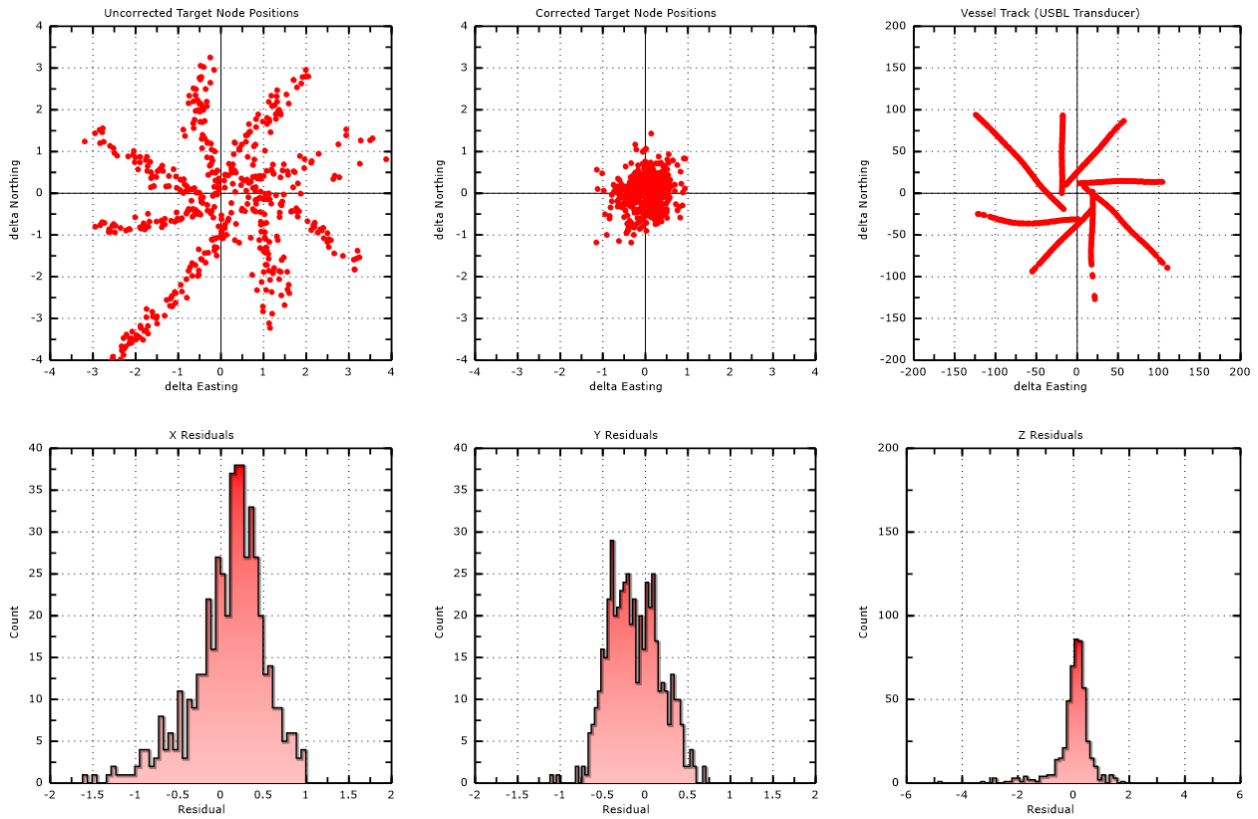 Uncorrected Target Node Positions
4
3
2
1
0
-1
-2
-3
-4
delta Northing
-4 -3 -2 -1 0 1 2 3 4
delta Easting
Corrected Target Node Positions
4
3
2
1
0
-1
-2
-3
-4
delta Northing
-4 -3 -2 -1 0 1 2 3 4
delta Easting
Vessel Track (USBL Transducer)
200
150
100
50
0
-50
-100
-150
-200
delta Northing
-200 -150 -100 -50 0 50 100 150 200
delta Easting
X Residuals
40
35
30
25
20
15
10
5
0
Count
-2 -1.5 -1 -0.5 0 0.5 1 1.5 2
Residual
Y Residuals
40
35
30
25
20
15
10
5
0
Count
-2 -1.5 -1 -0.5 0 0.5 1 1.5 2
Residual
Z Residuals
200
150
100
50
0
Count
-6 -4 -2 0 2 4 6
Residual